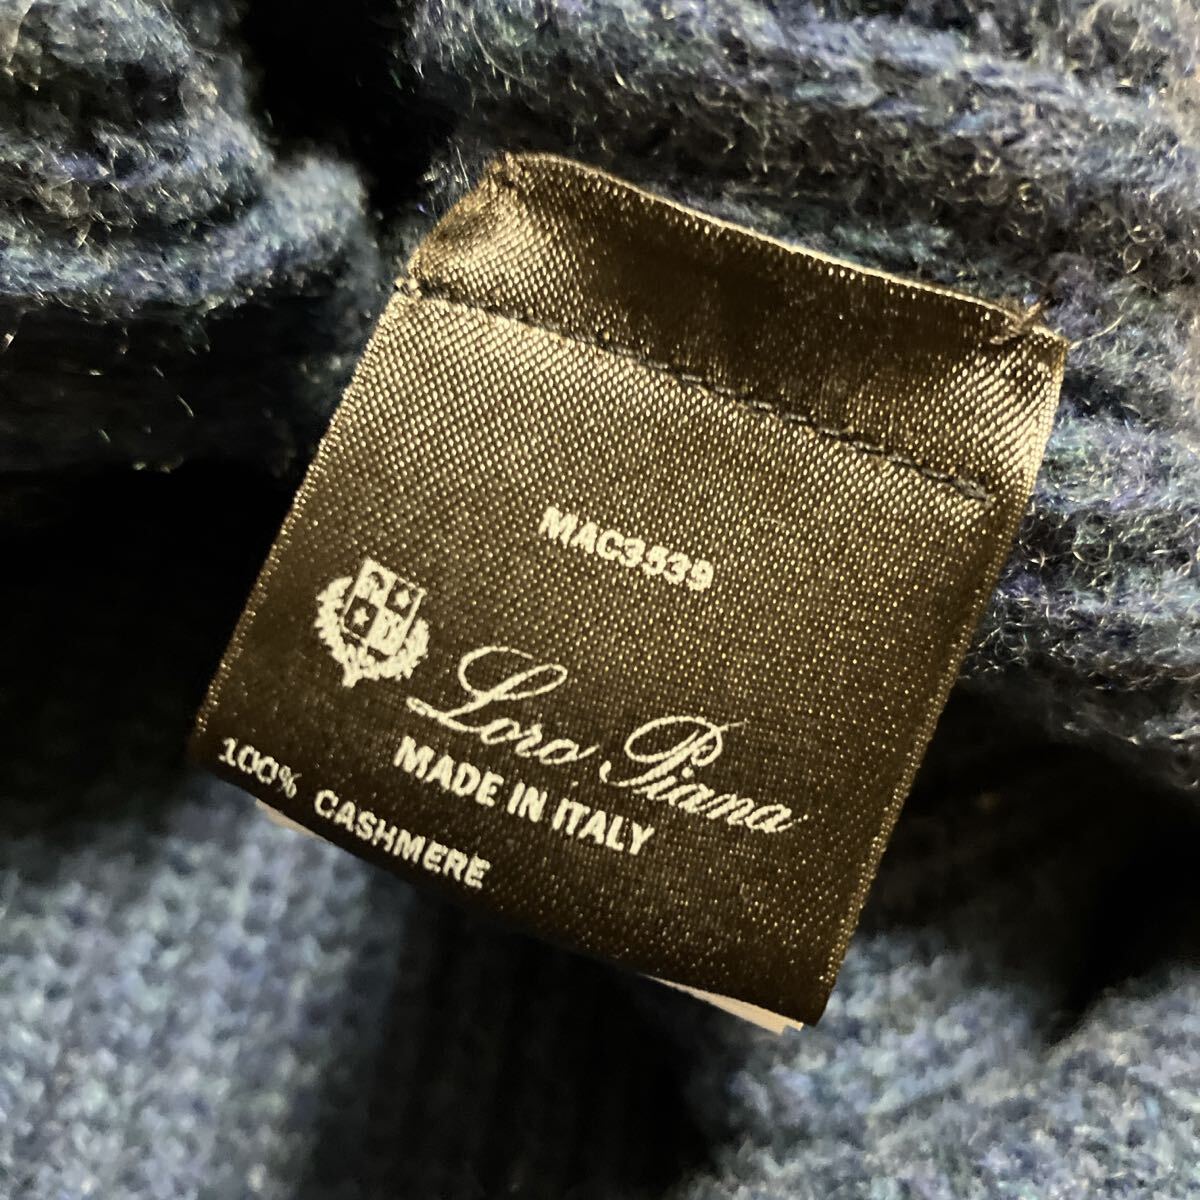 MAC3539
Loro Piana
MADE IN ITALY
100% CASHMERE